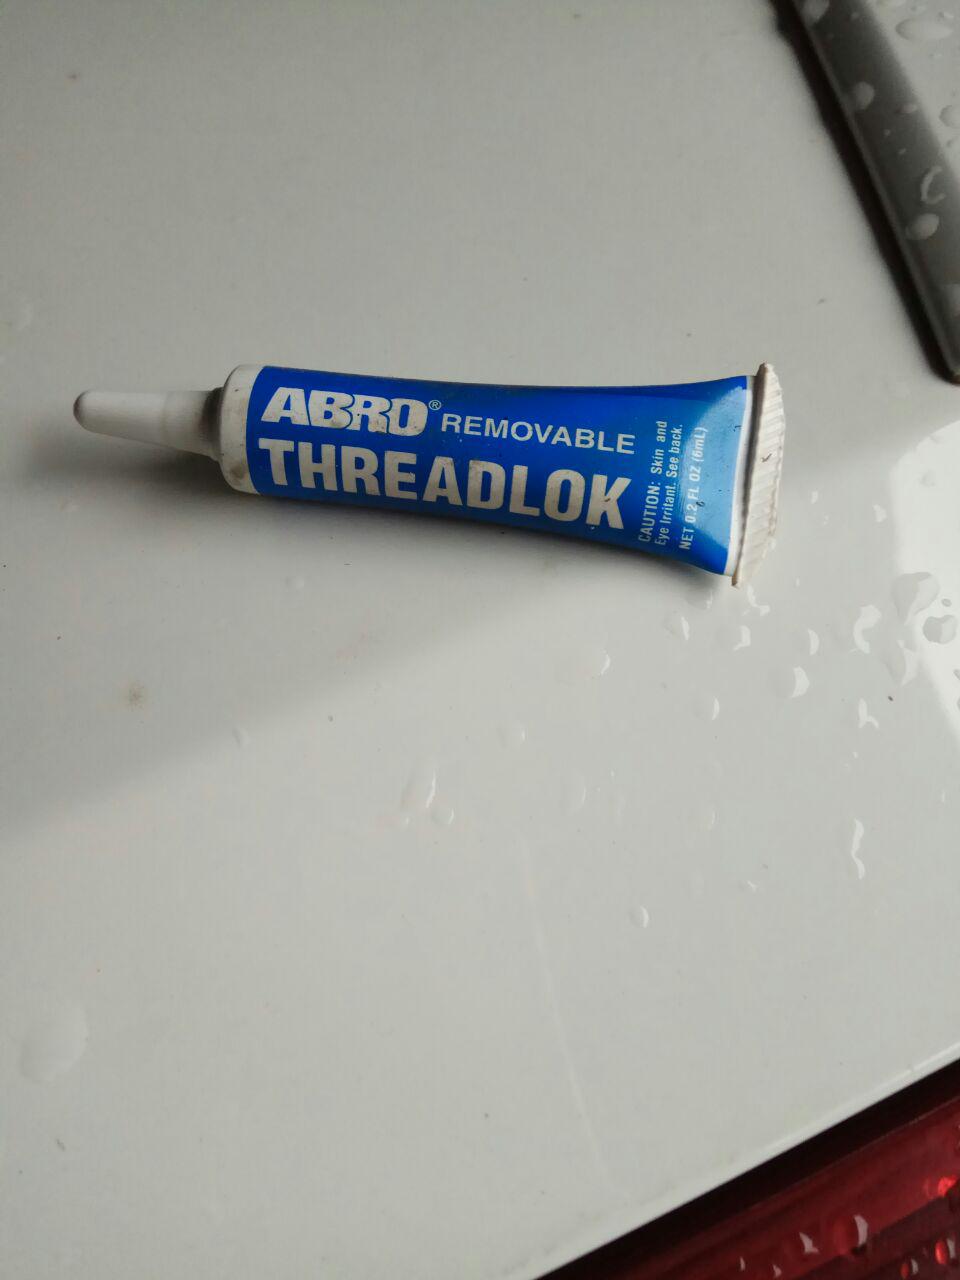 ABRO® REMOVABLE
THREADLOK
CAUTION: Skin and
Eye Irritant. See back.
NET 0.2 FL OZ (6mL)